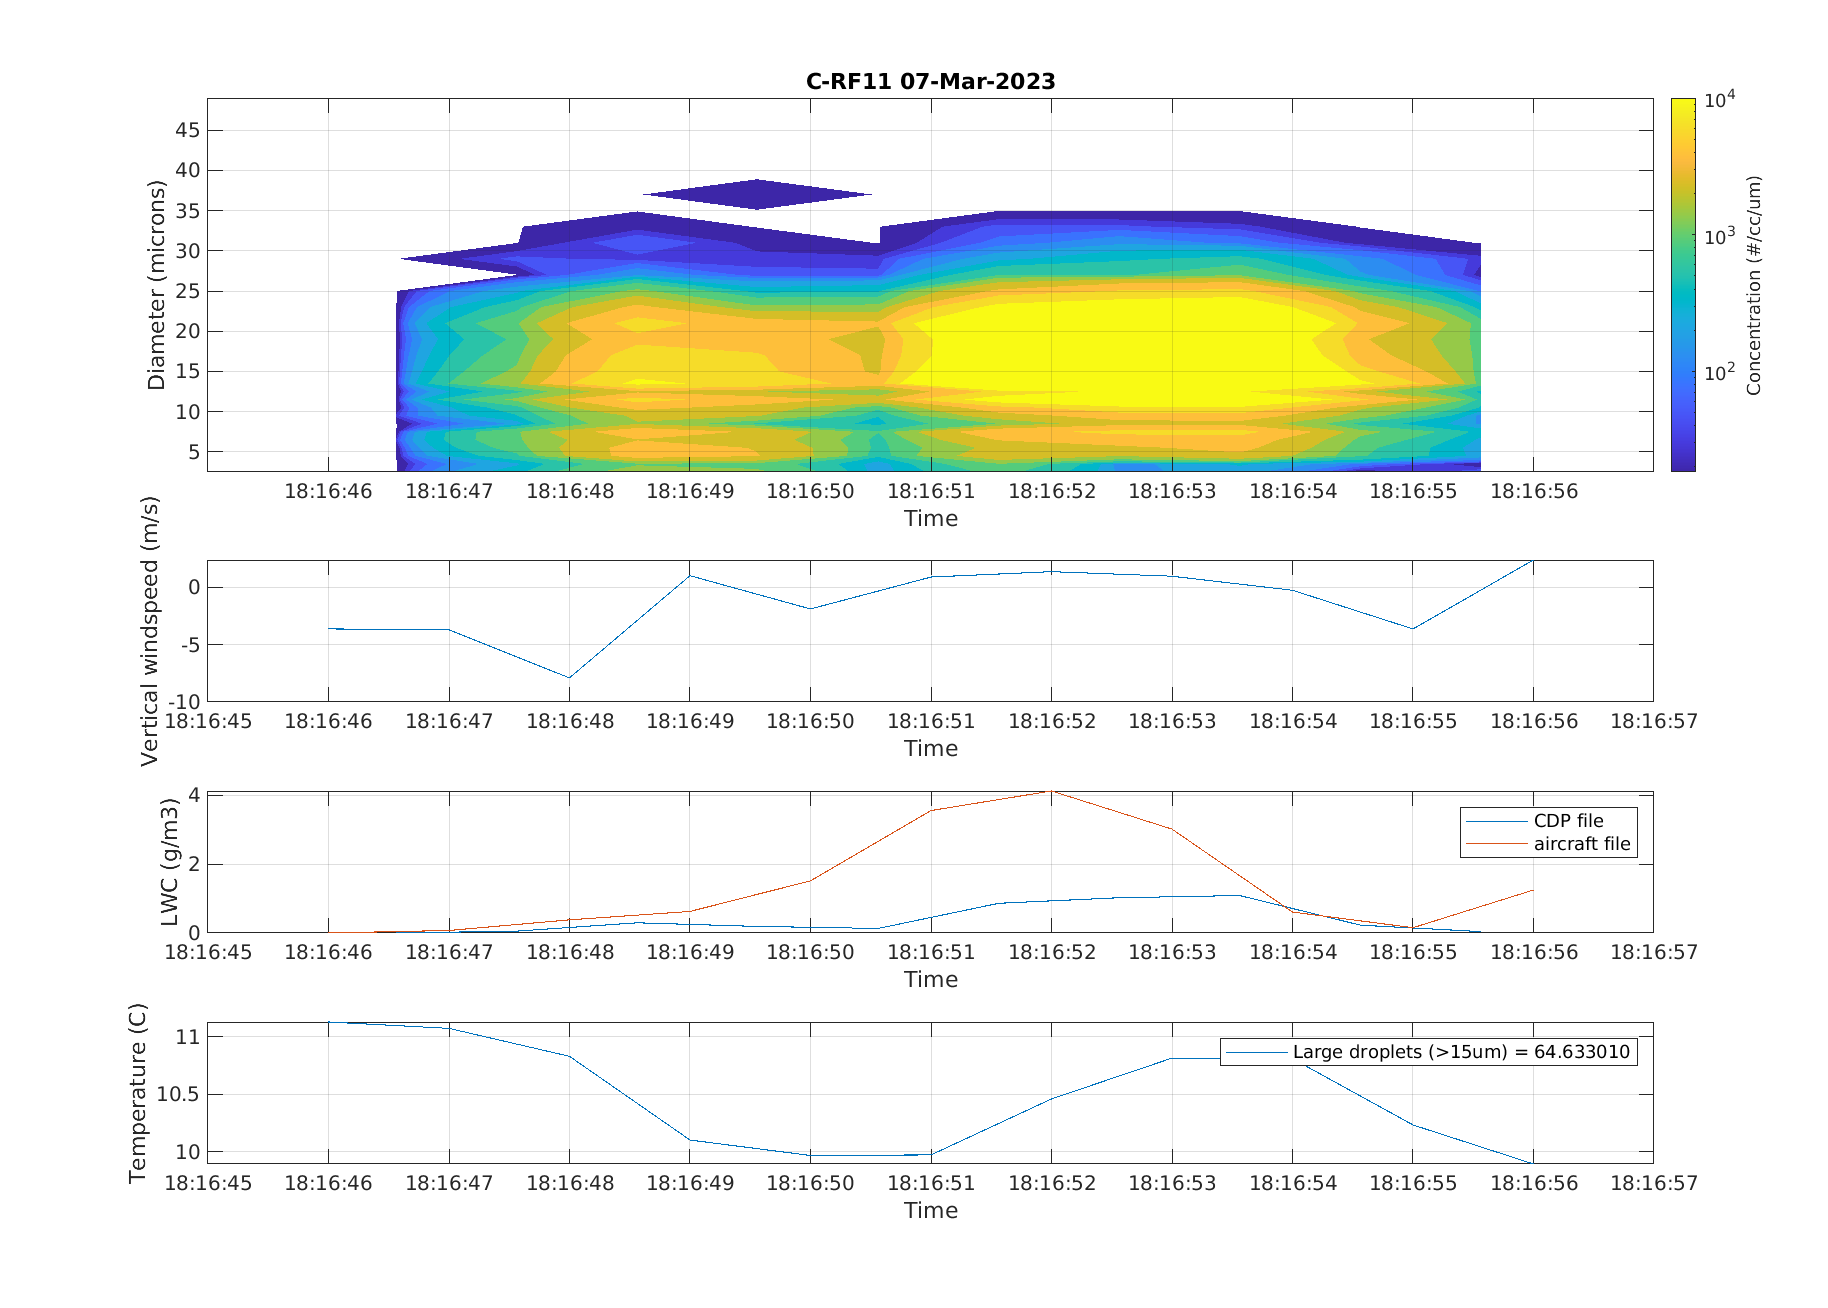 C-RF11 07-Mar-2023
Diameter (microns)
45
40
35
30
25
20
15
10
5
18:16:46 18:16:47 18:16:48 18:16:49 18:16:50 18:16:51 18:16:52 18:16:53 18:16:54 18:16:55 18:16:56
Time
10^4
10^3
10^2
Concentration (#/cc/um)
Vertical windspeed (m/s)
0
-5
-10
18:16:45 18:16:46 18:16:47 18:16:48 18:16:49 18:16:50 18:16:51 18:16:52 18:16:53 18:16:54 18:16:55 18:16:56 18:16:57
Time
LWC (g/m3)
4
2
0
CDP file
aircraft file
18:16:45 18:16:46 18:16:47 18:16:48 18:16:49 18:16:50 18:16:51 18:16:52 18:16:53 18:16:54 18:16:55 18:16:56 18:16:57
Time
Temperature (C)
11
10.5
10
Large droplets (>15um) = 64.633010
18:16:45 18:16:46 18:16:47 18:16:48 18:16:49 18:16:50 18:16:51 18:16:52 18:16:53 18:16:54 18:16:55 18:16:56 18:16:57
Time